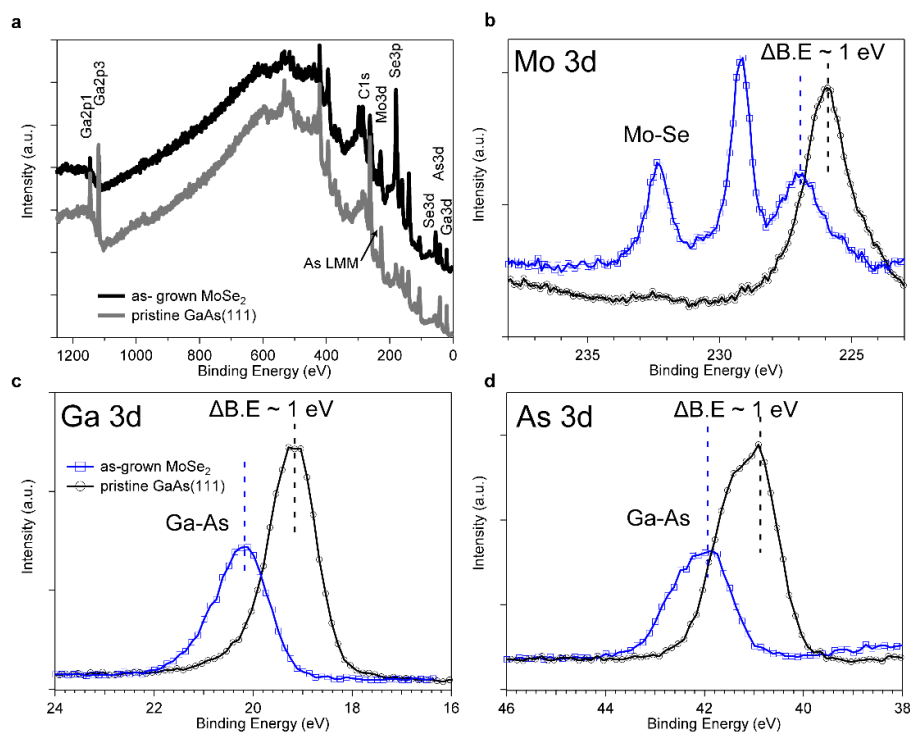 a
Ga2p1
Ga2p3
C1s
Mo3d
Se3p
As3d
Se3d
Ga3d
As LMM
as- grown MoSe₂
pristine GaAs(111)
Intensity (a.u.)
1200 1000 800 600 400 200 0
Binding Energy (eV)
b
Mo 3d
ΔB.E ~ 1 eV
Mo-Se
Intensity (a.u.)
235 230 225
Binding Energy (eV)
c
Ga 3d
ΔB.E ~ 1 eV
as-grown MoSe₂
pristine GaAs(111)
Ga-As
Intensity (a.u.)
24 22 20 18 16
Binding Energy (eV)
d
As 3d
ΔB.E ~ 1 eV
Ga-As
Intensity (a.u.)
46 44 42 40 38
Binding Energy (eV)